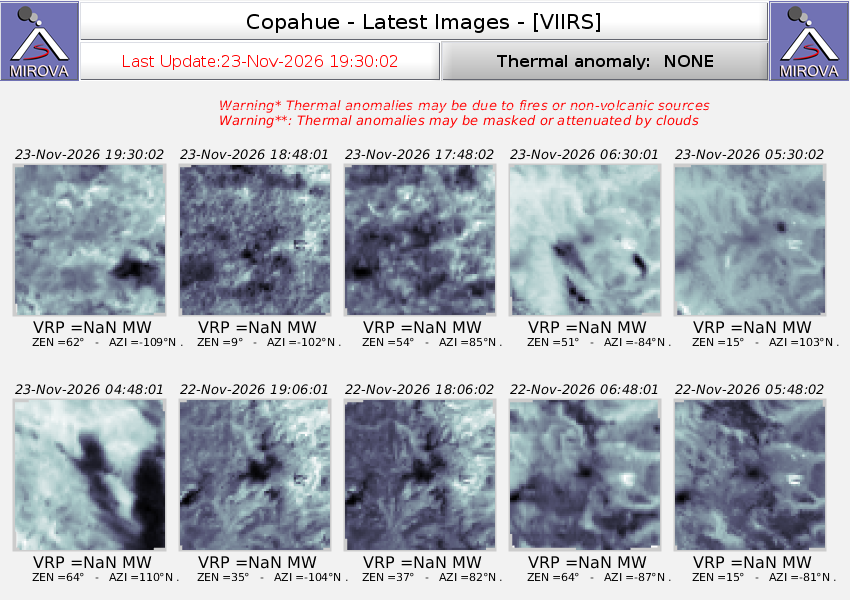 Copahue - Latest Images - [VIIRS]
MIROVA
MIROVA
Last Update:23-Nov-2026 19:30:02
Thermal anomaly: NONE
Warning* Thermal anomalies may be due to fires or non-volcanic sources
Warning**: Thermal anomalies may be masked or attenuated by clouds
23-Nov-2026 19:30:02 23-Nov-2026 18:48:01 23-Nov-2026 17:48:02 23-Nov-2026 06:30:01 23-Nov-2026 05:30:02
VRP =NaN MW VRP =NaN MW VRP =NaN MW VRP =NaN MW VRP =NaN MW
ZEN =62° - AZI =-109°N . ZEN =9° - AZI =-102°N . ZEN =54° - AZI =85°N . ZEN =51° - AZI =-84°N . ZEN =15° - AZI =103°N .
23-Nov-2026 04:48:01 22-Nov-2026 19:06:01 22-Nov-2026 18:06:02 22-Nov-2026 06:48:01 22-Nov-2026 05:48:02
VRP =NaN MW VRP =NaN MW VRP =NaN MW VRP =NaN MW VRP =NaN MW
ZEN =64° - AZI =110°N . ZEN =35° - AZI =-104°N . ZEN =37° - AZI =82°N . ZEN =64° - AZI =-87°N . ZEN =15° - AZI =-81°N .